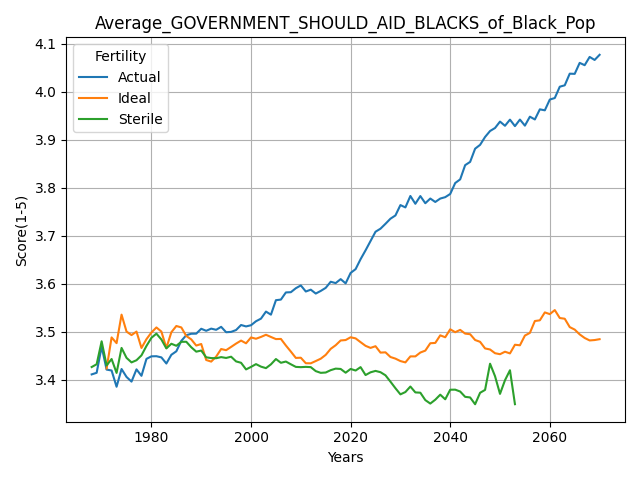 Average_GOVERNMENT_SHOULD_AID_BLACKS_of_Black_Pop
Fertility
Actual
Ideal
Sterile
Score(1-5)
4.1
4.0
3.9
3.8
3.7
3.6
3.5
3.4
1980 2000 2020 2040 2060
Years